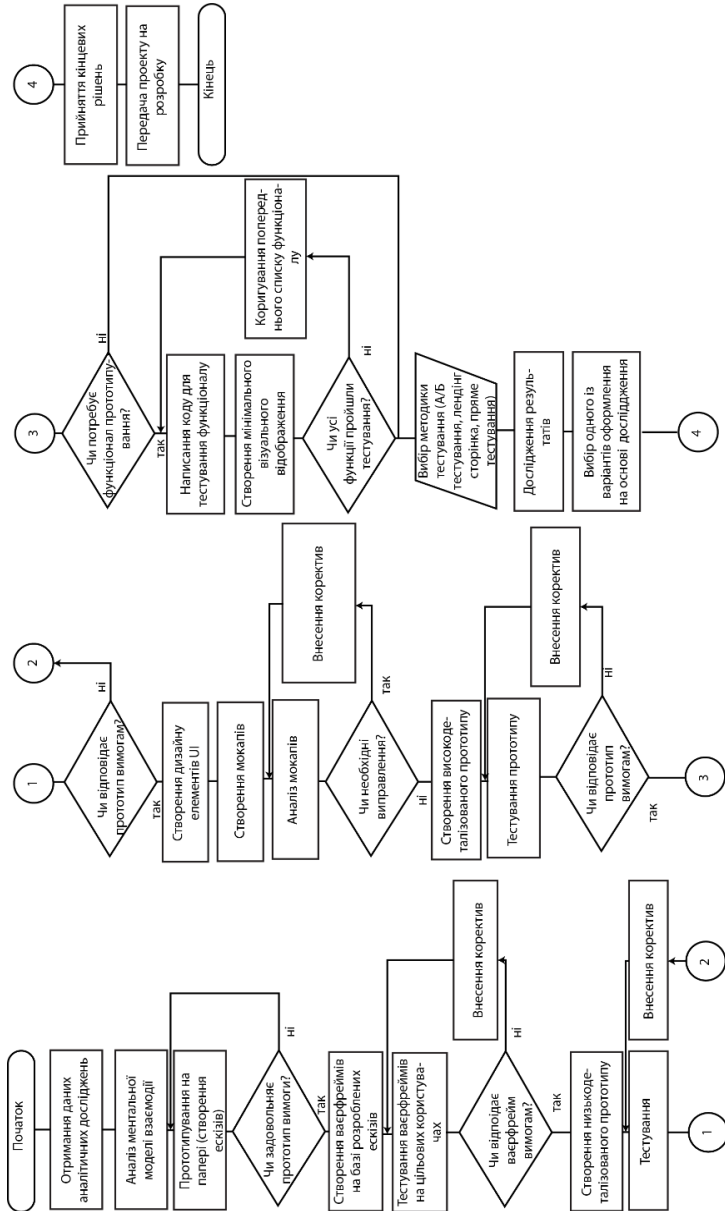 Початок
Отримання даних
аналітичних досліджень
Аналіз ментальної
моделі взаємодії
Прототипування на
папері (створення
ескізів)
Чи задовольняє
прототип вимоги?
ні
так
Створення ваєрфреймів
на базі розроблених
ескізів
Тестування ваєрфреймів
на цільових користува-
чах
Чи відповідає
ваєрфрейм
вимогам?
ні
Внесення коректив
так
Створення низькоде-
талізованого прототипу
Тестування
Внесення коректив
1
2
1
2
Чи відповідає
прототип вимогам?
ні
так
Створення дизайну
елементів UI
Створення мокапів
Аналіз мокапів
Чи необхідні
виправлення?
Внесення коректив
так
ні
Створення високоде-
талізованого прототипу
Тестування прототипу
Чи відповідає
прототип
вимогам?
Внесення коректив
ні
так
3
3
Чи потребує
функціонал прототипу-
вання?
ні
так
Написання коду для
тестування функціоналу
Створення мінімального
візуального
відображення
Чи усі
функції пройшли
тестування?
Коригування поперед-
нього списку функціона-
лу
ні
Вибір методики
тестування (А/Б
тестування, лендінг
сторінка, пряме
тестування)
Дослідження резуль-
татів
Вибір одного із
варіантів оформлення
на основі дослідження
4
4
Прийняття кінцевих
рішень
Передача проекту на
розробку
Кінець